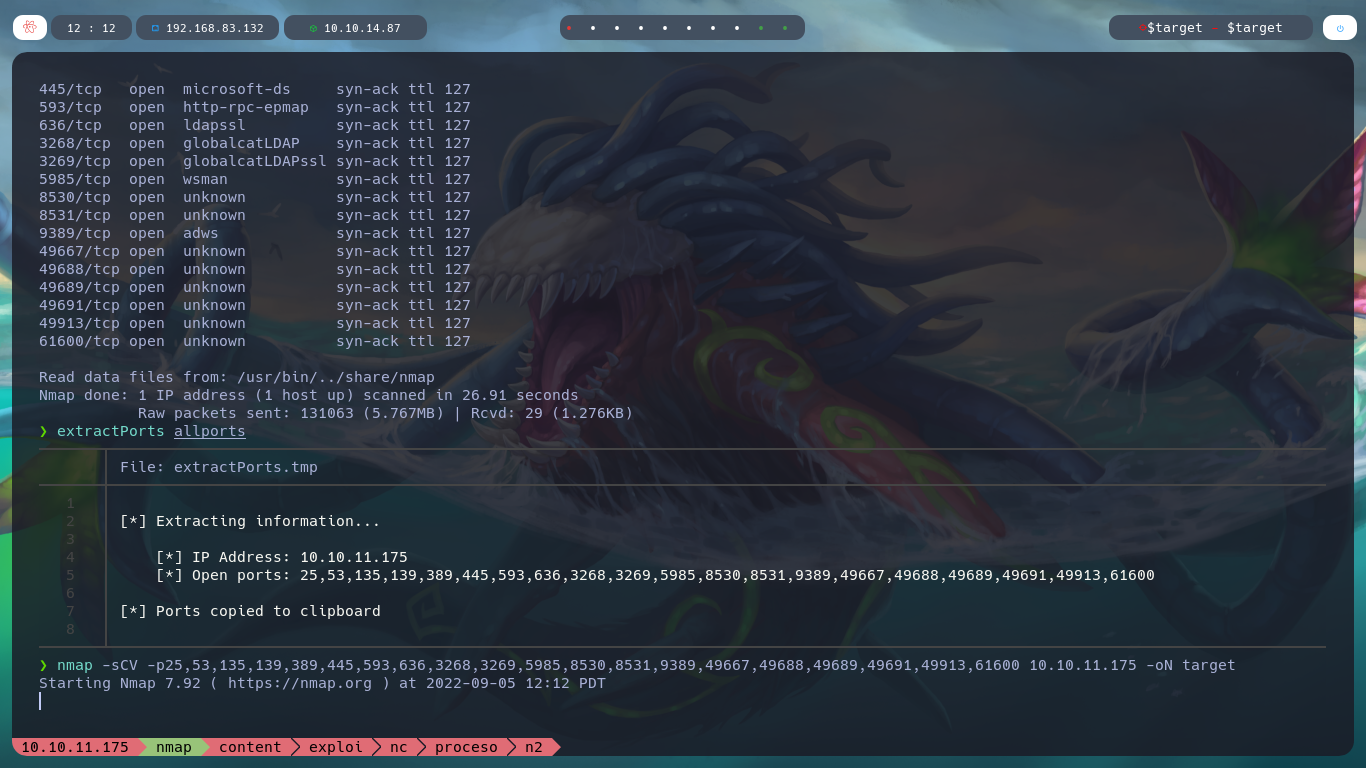 12 : 12 192.168.83.132 10.10.14.87 $target - $target
445/tcp open microsoft-ds syn-ack ttl 127
593/tcp open http-rpc-epmap syn-ack ttl 127
636/tcp open ldapssl syn-ack ttl 127
3268/tcp open globalcatLDAP syn-ack ttl 127
3269/tcp open globalcatLDAPssl syn-ack ttl 127
5985/tcp open wsman syn-ack ttl 127
8530/tcp open unknown syn-ack ttl 127
8531/tcp open unknown syn-ack ttl 127
9389/tcp open adws syn-ack ttl 127
49667/tcp open unknown syn-ack ttl 127
49688/tcp open unknown syn-ack ttl 127
49689/tcp open unknown syn-ack ttl 127
49691/tcp open unknown syn-ack ttl 127
49913/tcp open unknown syn-ack ttl 127
61600/tcp open unknown syn-ack ttl 127
Read data files from: /usr/bin/../share/nmap
Nmap done: 1 IP address (1 host up) scanned in 26.91 seconds
Raw packets sent: 131063 (5.767MB) | Rcvd: 29 (1.276KB)
❯ extractPorts allports
File: extractPorts.tmp
1
2 [*] Extracting information...
3
4 [*] IP Address: 10.10.11.175
5 [*] Open ports: 25,53,135,139,389,445,593,636,3268,3269,5985,8530,8531,9389,49667,49688,49689,49691,49913,61600
6
7 [*] Ports copied to clipboard
8
❯ nmap -sCV -p25,53,135,139,389,445,593,636,3268,3269,5985,8530,8531,9389,49667,49688,49689,49691,49913,61600 10.10.11.175 -oN target
Starting Nmap 7.92 ( https://nmap.org ) at 2022-09-05 12:12 PDT
10.10.11.175 nmap content exploi nc proceso n2